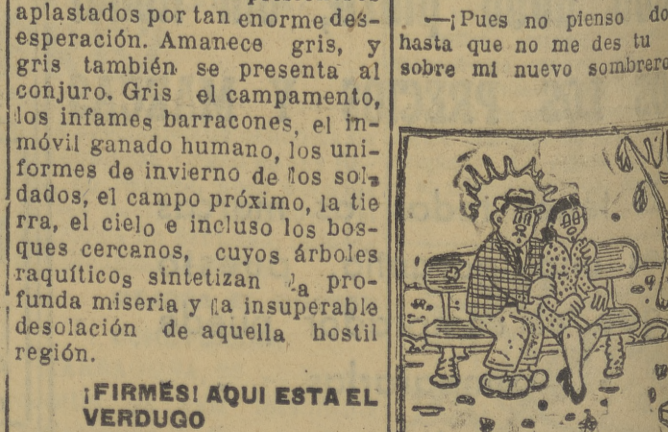 aplastados por tan enorme des-
esperación. Amanece gris, y
gris también se presenta al
conjuro. Gris el campamento,
los infames barracones, el in-
móvil ganado humano, los uni-
formes de invierno de los sol-
dados, el campo próximo, la tie
rra, el cielo e incluso los bos-
ques cercanos, cuyos árboles
raquíticos sintetizan la pro-
funda miseria y la insuperable
desolación de aquella hostil
región.
¡FIRMES! AQUI ESTA EL
VERDUGO
—¡Pues no pienso do
hasta que no me des tu
sobre mi nuevo sombrero